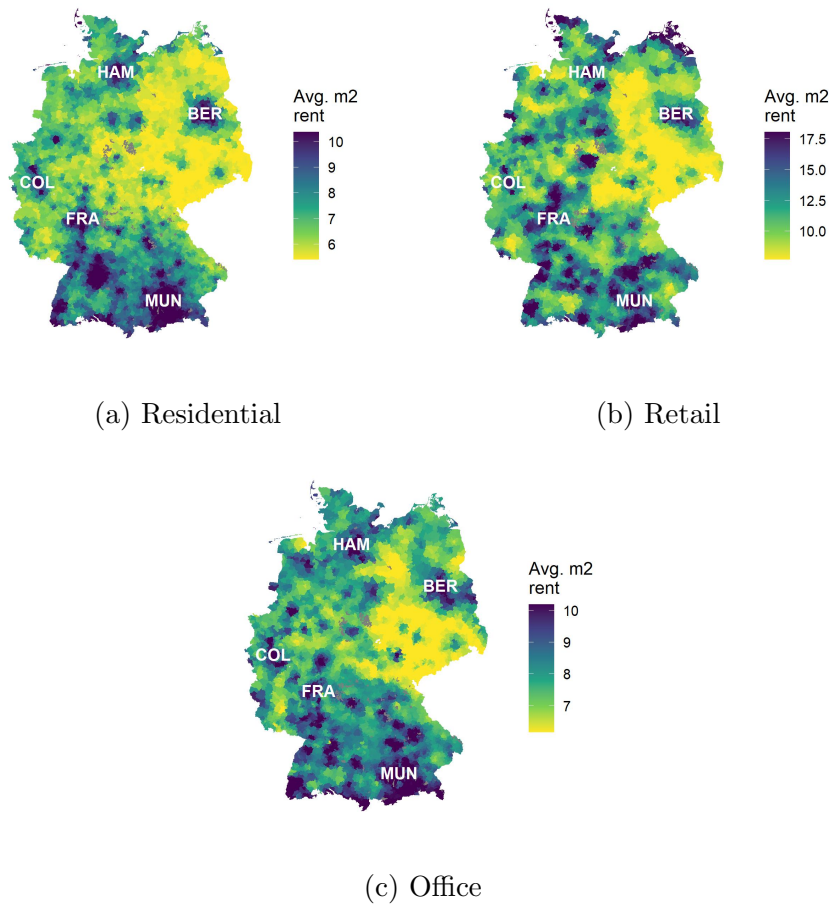 HAM
BER
COL
FRA
MUN
Avg. m2
rent
10
9
8
7
6
(a) Residential
HAM
BER
COL
FRA
MUN
Avg. m2
rent
17.5
15.0
12.5
10.0
(b) Retail
HAM
BER
COL
FRA
MUN
Avg. m2
rent
10
9
8
7
(c) Office